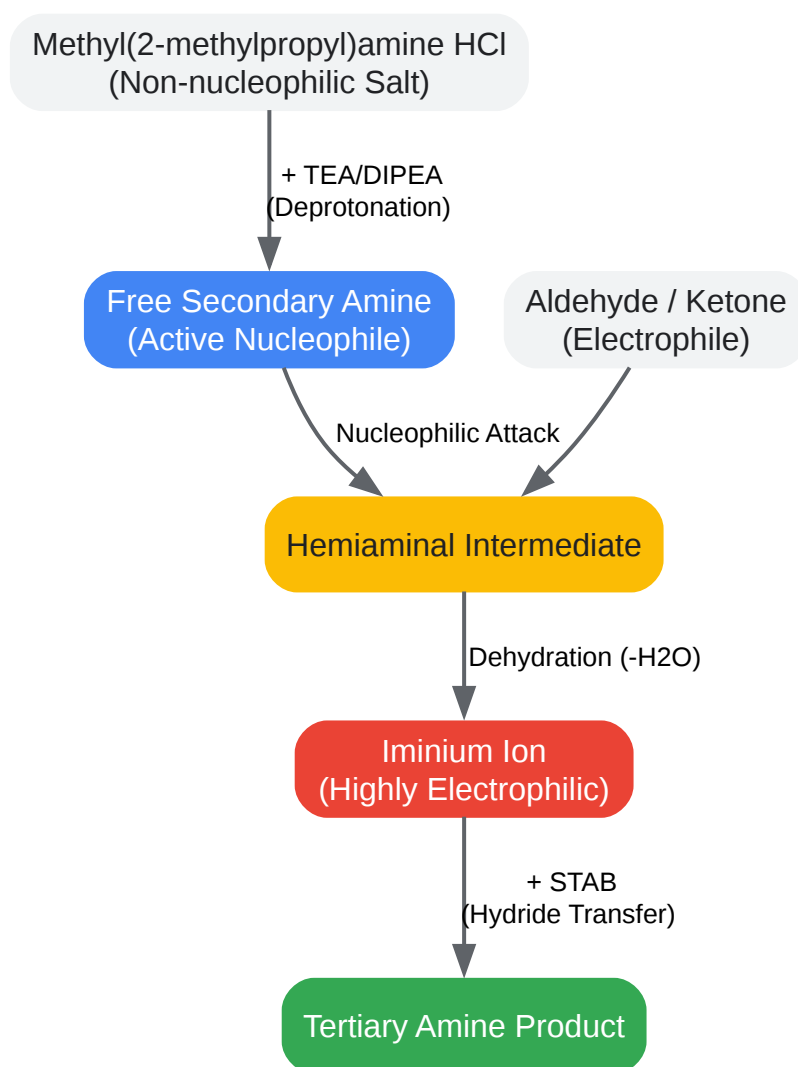 Methyl(2-methylpropyl)amine HCl
(Non-nucleophilic Salt)
+ TEA/DIPEA
(Deprotonation)
Free Secondary Amine
(Active Nucleophile)
Aldehyde / Ketone
(Electrophile)
Nucleophilic Attack
Hemiaminal Intermediate
Dehydration (-H2O)
Iminium Ion
(Highly Electrophilic)
+ STAB
(Hydride Transfer)
Tertiary Amine Product